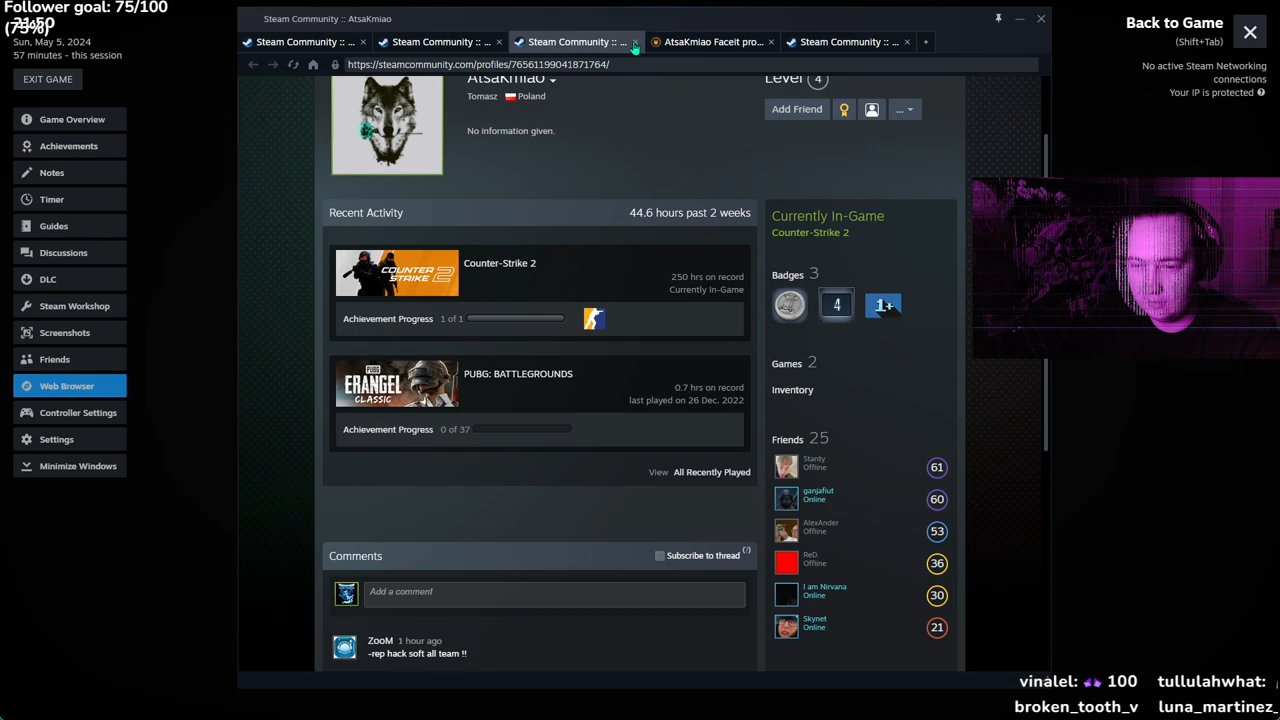 Follower goal: 75/100
(75%)
21:50
Sun, May 5, 2024
57 minutes - this session
EXIT GAME
Game Overview
Achievements
Notes
Timer
Guides
Discussions
DLC
Steam Workshop
Screenshots
Friends
Web Browser
Controller Settings
Settings
Minimize Windows
Steam Community :: AtsaKmiao
Steam Community :: ...
Steam Community :: ...
Steam Community :: ...
AtsaKmiao Faceit pro...
Steam Community :: ...
https://steamcommunity.com/profiles/76561199041871764/
AtsaKmiao
Tomasz Poland
No information given.
Level 4
Add Friend
...
Recent Activity 44.6 hours past 2 weeks
COUNTER STRIKE 2
Counter-Strike 2
250 hrs on record
Currently In-Game
Achievement Progress 1 of 1
PUBG
ERANGEL
CLASSIC
PUBG: BATTLEGROUNDS
0.7 hrs on record
last played on 26 Dec, 2022
Achievement Progress 0 of 37
View All Recently Played
Comments Subscribe to thread (?)
Add a comment
ZooM 1 hour ago
-rep hack soft all team !!
Currently In-Game
Counter-Strike 2
Badges 3
4
1+
Games 2
Inventory
Friends 25
Stanty
Offline
61
ganjafiut
Online
60
AlexAnder
Offline
53
ReD.
Offline
36
I am Nirvana
Online
30
Skynet
Online
21
Back to Game
(Shift+Tab)
No active Steam Networking
connections
Your IP is protected
vinalel: 100 tullulahwhat:
broken_tooth_v luna_martinez_